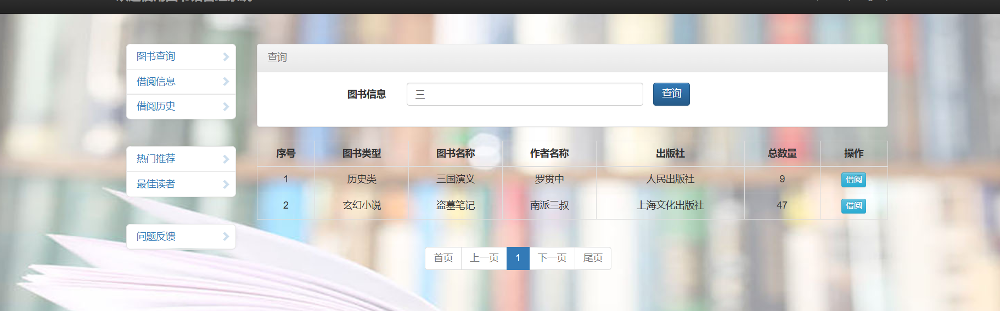 图书查询
借阅信息
借阅历史
热门推荐
最佳读者
问题反馈
查询
图书信息 三 查询
序号 图书类型 图书名称 作者名称 出版社 总数量 操作
1 历史类 三国演义 罗贯中 人民出版社 9 借阅
2 玄幻小说 盗墓笔记 南派三叔 上海文化出版社 47 借阅
首页 上一页 1 下一页 尾页